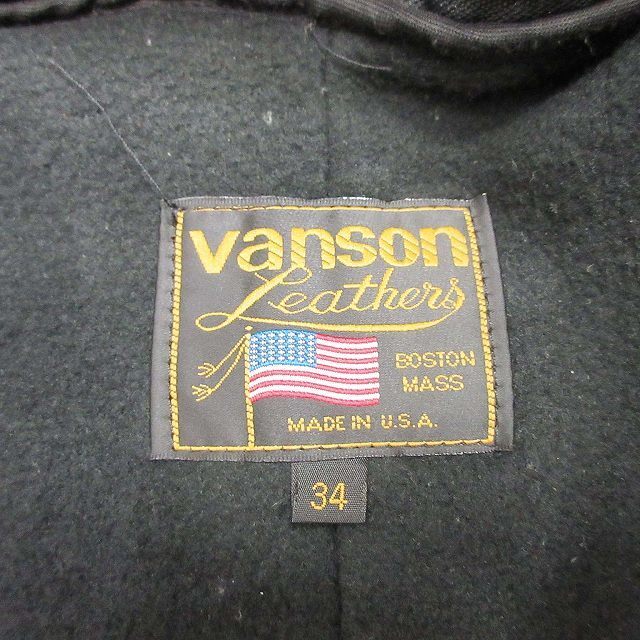 vanson
Leathers
BOSTON
MASS
MADE IN U.S.A.
34